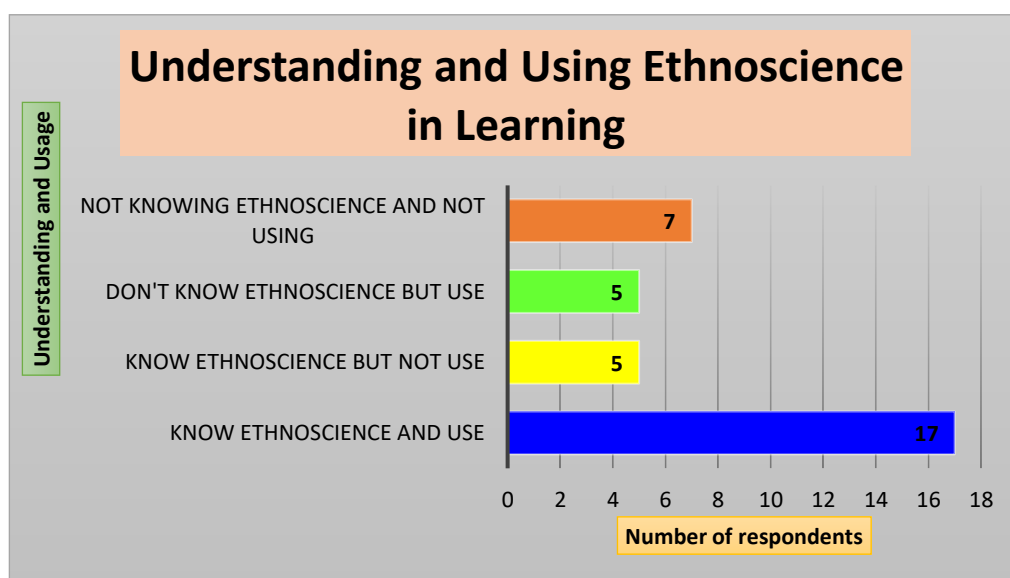 Understanding and Using Ethnoscience
in Learning
Understanding and Usage
NOT KNOWING ETHNOSCIENCE AND NOT
USING
7
DON'T KNOW ETHNOSCIENCE BUT USE
5
KNOW ETHNOSCIENCE BUT NOT USE
5
KNOW ETHNOSCIENCE AND USE
17
0 2 4 6 8 10 12 14 16 18
Number of respondents